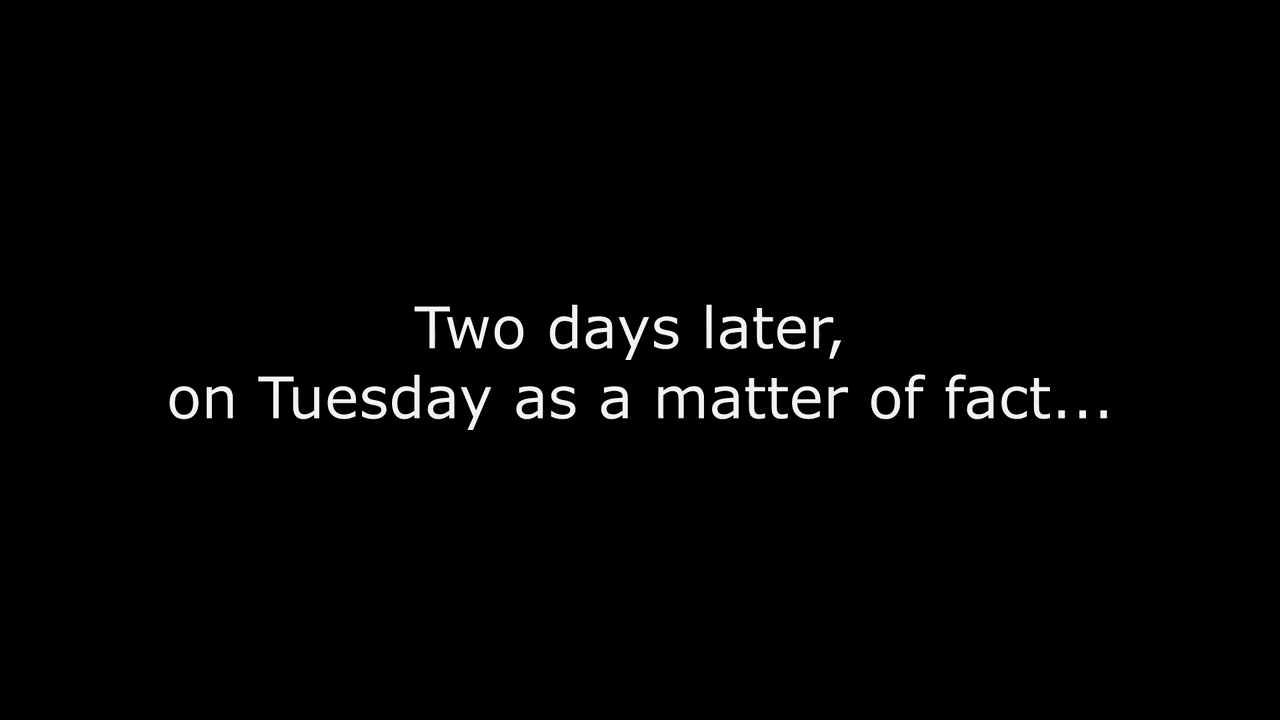 Two days later,
on Tuesday as a matter of fact...